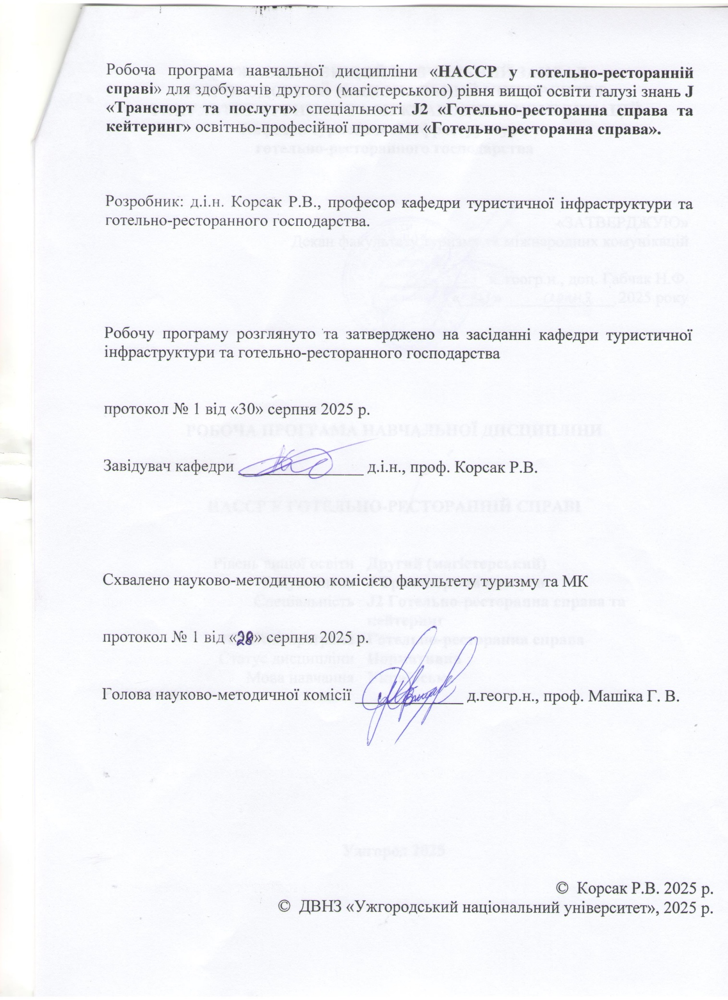 Робоча програма навчальної дисципліни «НАССР у готельно-ресторанній
справі» для здобувачів другого (магістерського) рівня вищої освіти галузі знань J
«Транспорт та послуги» спеціальності J2 «Готельно-ресторанна справа та
кейтеринг» освітньо-професійної програми «Готельно-ресторанна справа».
Розробник: д.і.н. Корсак Р.В., професор кафедри туристичної інфраструктури та
готельно-ресторанного господарства.
Робочу програму розглянуто та затверджено на засіданні кафедри туристичної
інфраструктури та готельно-ресторанного господарства
протокол № 1 від «30» серпня 2025 р.
Завідувач кафедри ________________ д.і.н., проф. Корсак Р.В.
Схвалено науково-методичною комісією факультету туризму та МК
протокол № 1 від «28» серпня 2025 р.
Голова науково-методичної комісії ______________ д.геогр.н., проф. Машіка Г. В.
© Корсак Р.В. 2025 р.
© ДВНЗ «Ужгородський національний університет», 2025 р.